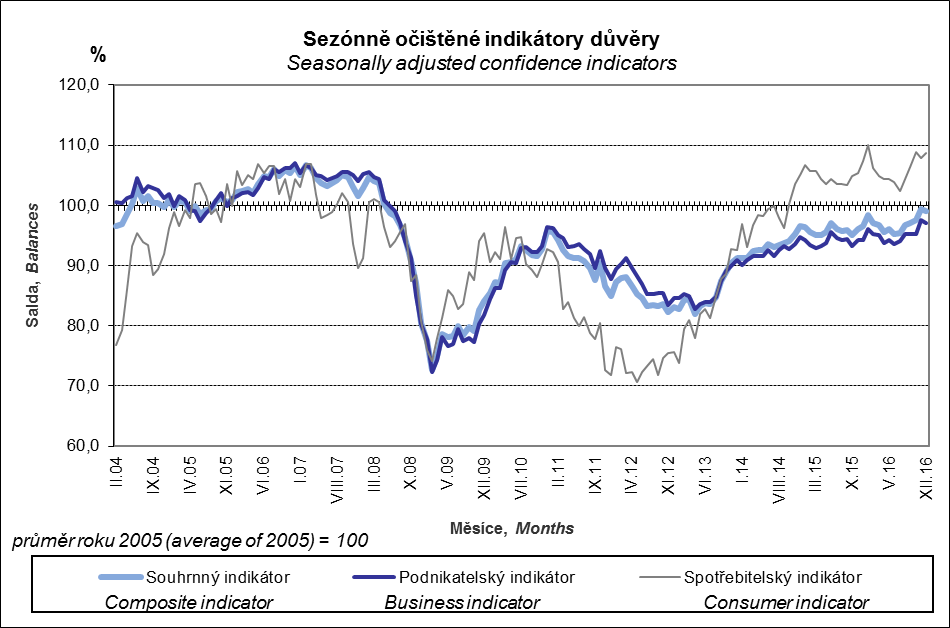 Sezónně očištěné indikátory důvěry
Seasonally adjusted confidence indicators
%
120,0
110,0
100,0
90,0
80,0
70,0
60,0
Salda, Balances
II.04 IX.04 IV.05 XI.05 VI.06 I.07 VIII.07 III.08 X.08 V.09 XII.09 VII.10 II.11 IX.11 IV.12 XI.12 VI.13 I.14 VIII.14 III.15 X.15 V.16 XII.16
Měsíce, Months
průměr roku 2005 (average of 2005) = 100
Souhrnný indikátor Podnikatelský indikátor Spotřebitelský indikátor
Composite indicator Business indicator Consumer indicator